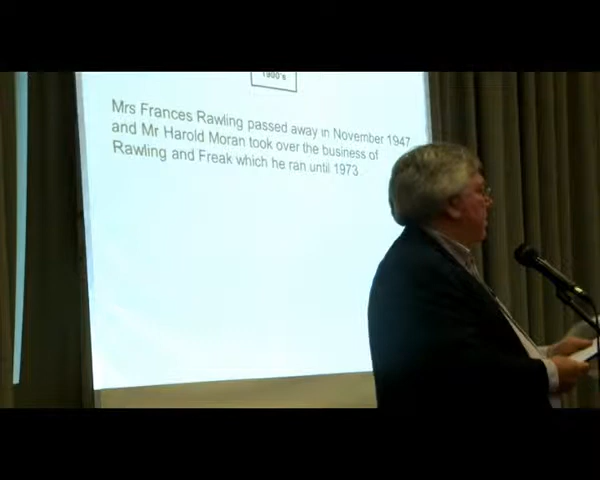 1900's
Mrs Frances Rawling passed away in November 1947
and Mr Harold Moran took over the business of
Rawling and Freak which he ran until 1973.